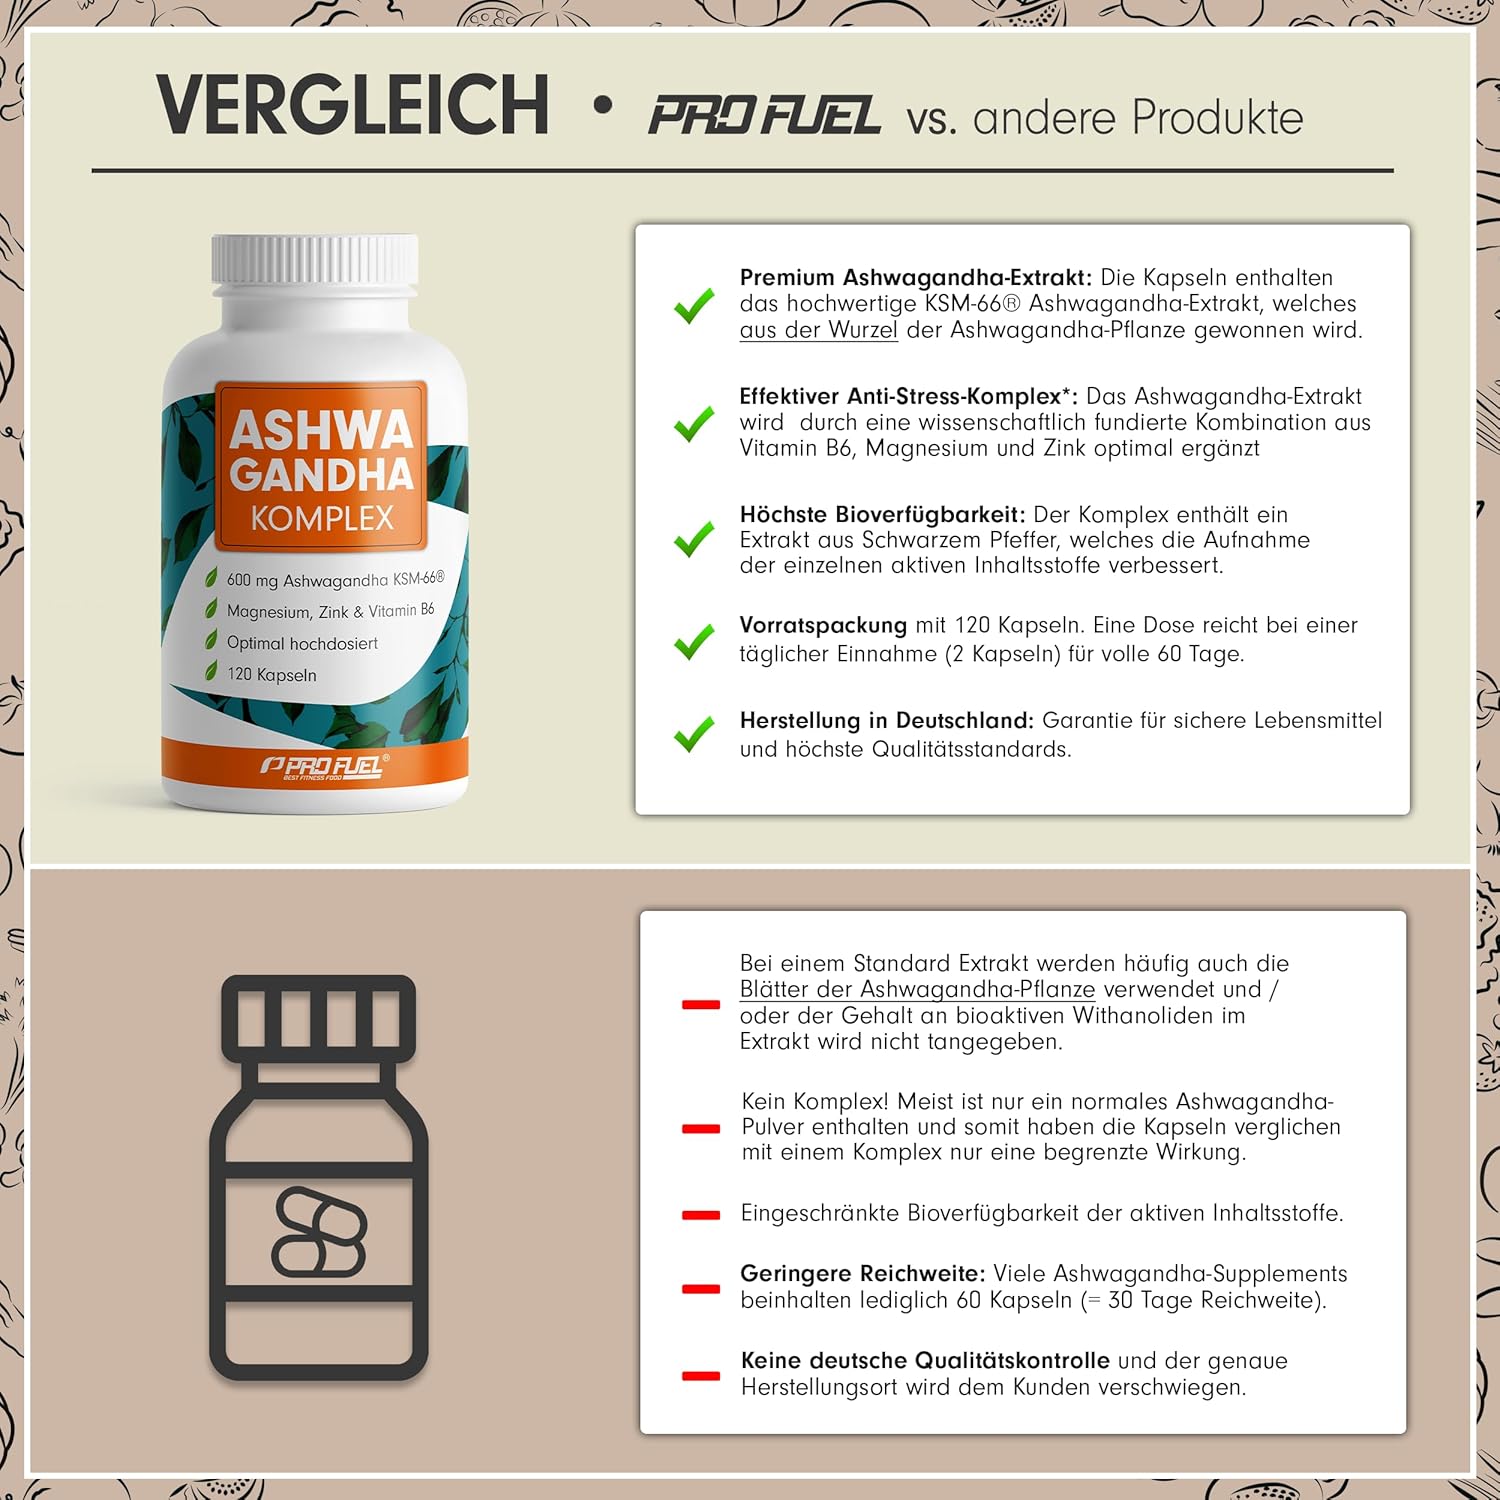 VERGLEICH • PRO FUEL vs. andere Produkte
ASHWA
GANDHA
KOMPLEX
600 mg Ashwagandha KSM-66®
Magnesium, Zink & Vitamin B6
Optimal hochdosiert
120 Kapseln
PRO FUEL®
BEST FITNESS FOOD
Premium Ashwagandha-Extrakt: Die Kapseln enthalten
das hochwertige KSM-66® Ashwagandha-Extrakt, welches
aus der Wurzel der Ashwagandha-Pflanze gewonnen wird.
Effektiver Anti-Stress-Komplex*: Das Ashwagandha-Extrakt
wird durch eine wissenschaftlich fundierte Kombination aus
Vitamin B6, Magnesium und Zink optimal ergänzt
Höchste Bioverfügbarkeit: Der Komplex enthält ein
Extrakt aus Schwarzem Pfeffer, welches die Aufnahme
der einzelnen aktiven Inhaltsstoffe verbessert.
Vorratspackung mit 120 Kapseln. Eine Dose reicht bei einer
täglicher Einnahme (2 Kapseln) für volle 60 Tage.
Herstellung in Deutschland: Garantie für sichere Lebensmittel
und höchste Qualitätsstandards.
Bei einem Standard Extrakt werden häufig auch die
Blätter der Ashwagandha-Pflanze verwendet und /
oder der Gehalt an bioaktiven Withanoliden im
Extrakt wird nicht tangegeben.
Kein Komplex! Meist ist nur ein normales Ashwagandha-
Pulver enthalten und somit haben die Kapseln verglichen
mit einem Komplex nur eine begrenzte Wirkung.
Eingeschränkte Bioverfügbarkeit der aktiven Inhaltsstoffe.
Geringere Reichweite: Viele Ashwagandha-Supplements
beinhalten lediglich 60 Kapseln (= 30 Tage Reichweite).
Keine deutsche Qualitätskontrolle und der genaue
Herstellungsort wird dem Kunden verschwiegen.